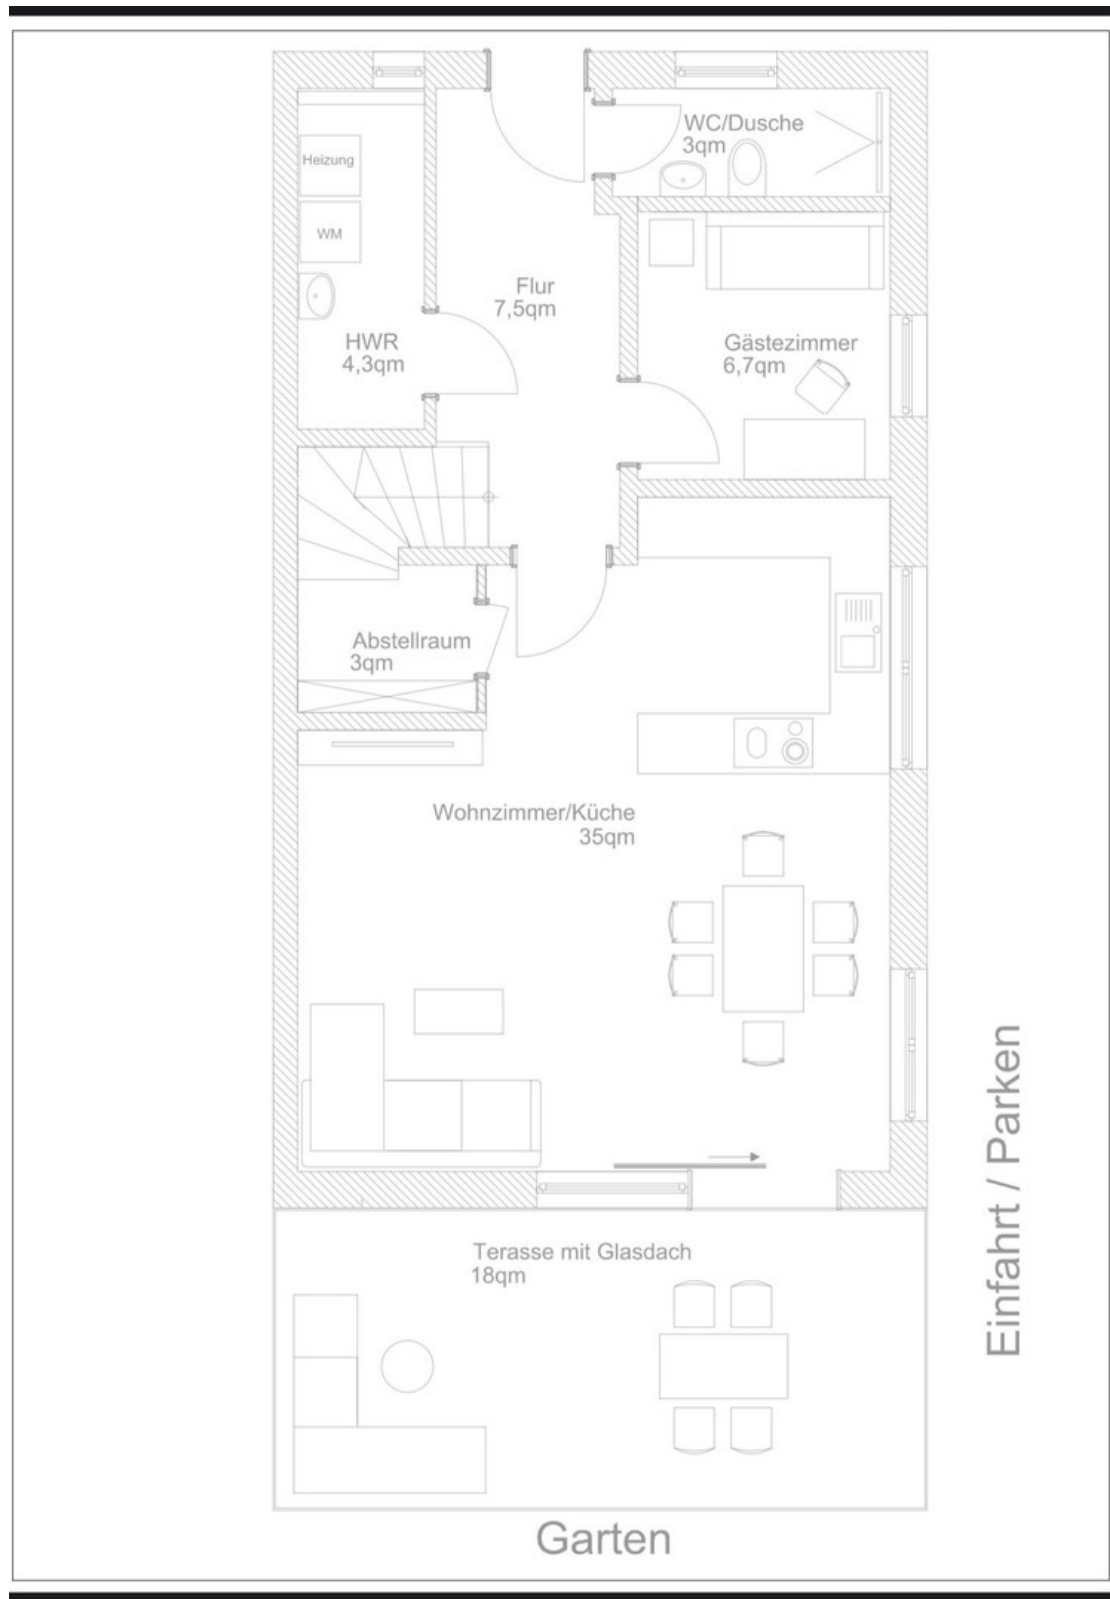 WC/Dusche
3qm
Heizung
WM
Flur
7,5qm
HWR
4,3qm
Gästezimmer
6,7qm
Abstellraum
3qm
Wohnzimmer/Küche
35qm
Einfahrt / Parken
Terasse mit Glasdach
18qm
Garten